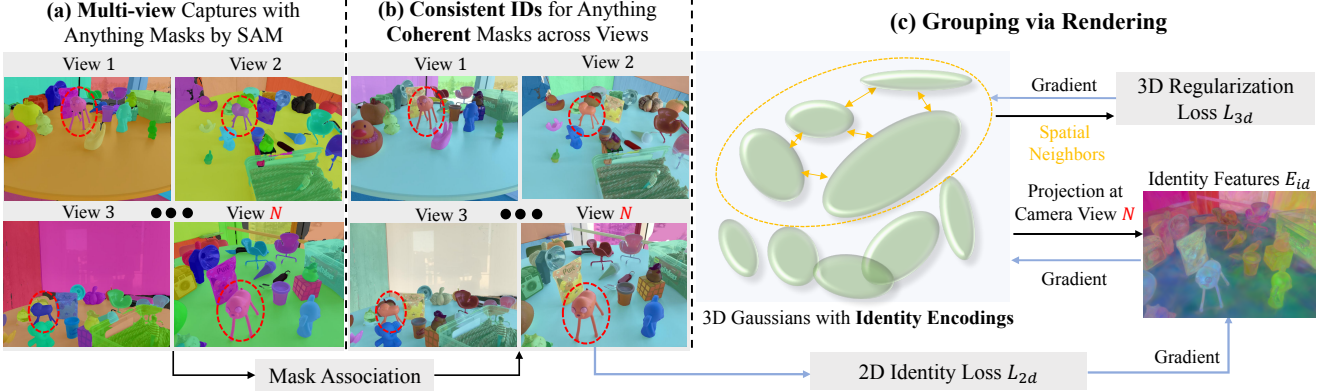 (a) Multi-view Captures with
Anything Masks by SAM
View 1
View 2
View 3
View N
Mask Association
(b) Consistent IDs for Anything
Coherent Masks across Views
View 1
View 2
View 3
View N
(c) Grouping via Rendering
Gradient
3D Regularization
Loss L3d
Spatial
Neighbors
Identity Features Eid
Projection at
Camera View N
Gradient
3D Gaussians with Identity Encodings
2D Identity Loss L2d
Gradient